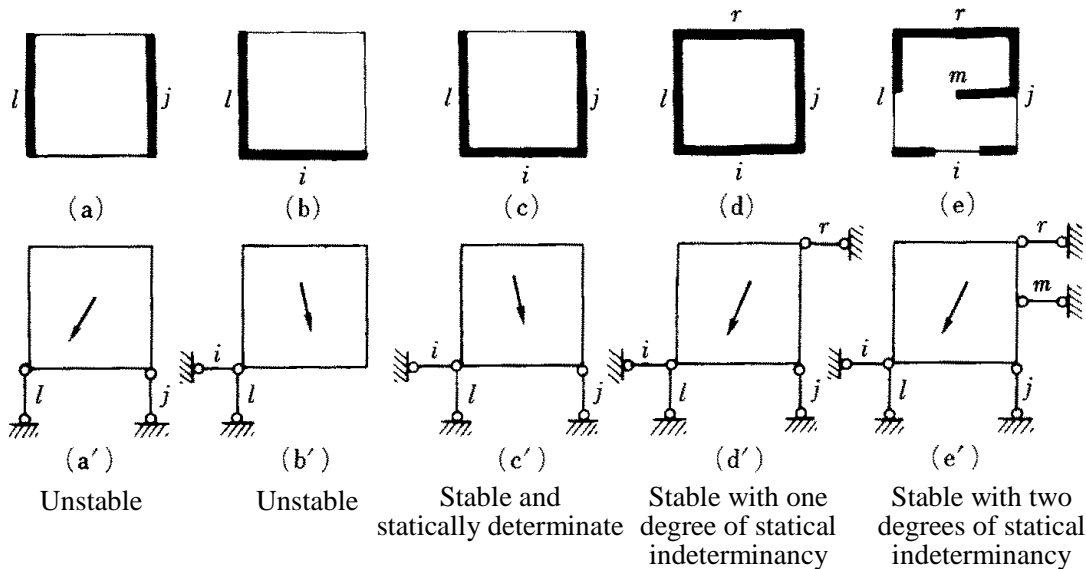 r r
l j l l j l j l m j
i i i i
(a) (b) (c) (d) (e)
r r
m
i i i i
l j l l j l j l j
(a′) (b′) (c′) (d′) (e′)
Unstable Unstable Stable and Stable with one Stable with two
statically determinate degree of statical degrees of statical
indeterminancy indeterminancy